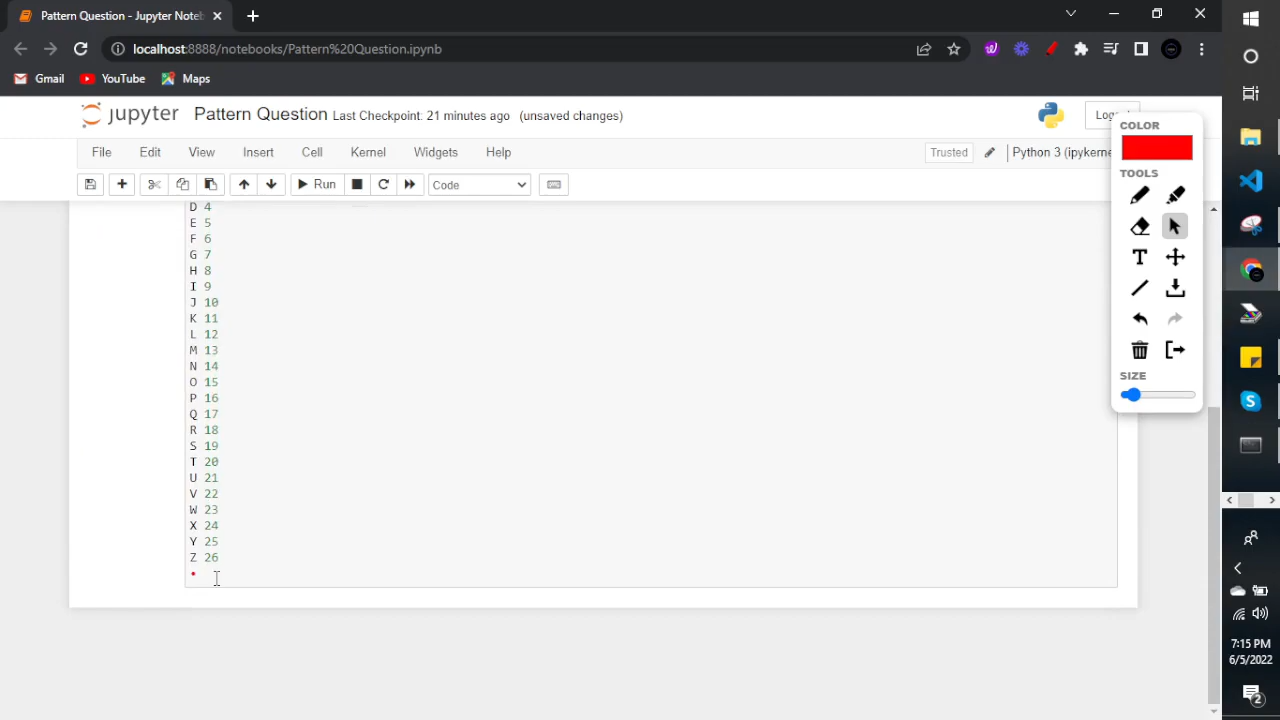 Pattern Question - Jupyter Noteb
localhost:8888/notebooks/Pattern%20Question.ipynb
Gmail YouTube Maps
jupyter Pattern Question Last Checkpoint: 21 minutes ago (unsaved changes)
File Edit View Insert Cell Kernel Widgets Help
Trusted Python 3 (ipykerne
Run Code
D 4
E 5
F 6
G 7
H 8
I 9
J 10
K 11
L 12
M 13
N 14
O 15
P 16
Q 17
R 18
S 19
T 20
U 21
V 22
W 23
X 24
Y 25
Z 26
COLOR
TOOLS
T
SIZE
7:15 PM
6/5/2022
2